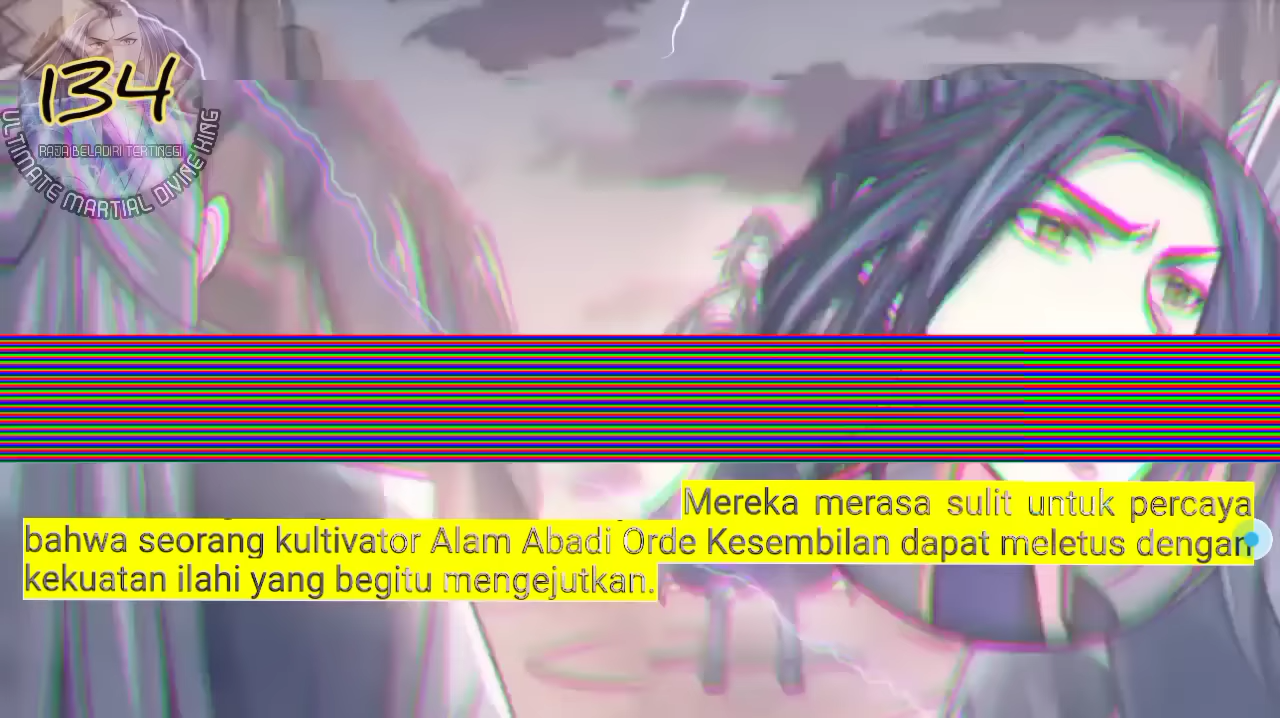 134
RAJA BELADIRI TERTINGGI
ULTIMATE MARTIAL DIVINE KING
Mereka merasa sulit untuk percaya
bahwa seorang kultivator Alam Abadi Orde Kesembilan dapat meletus dengan
kekuatan ilahi yang begitu mengejutkan.